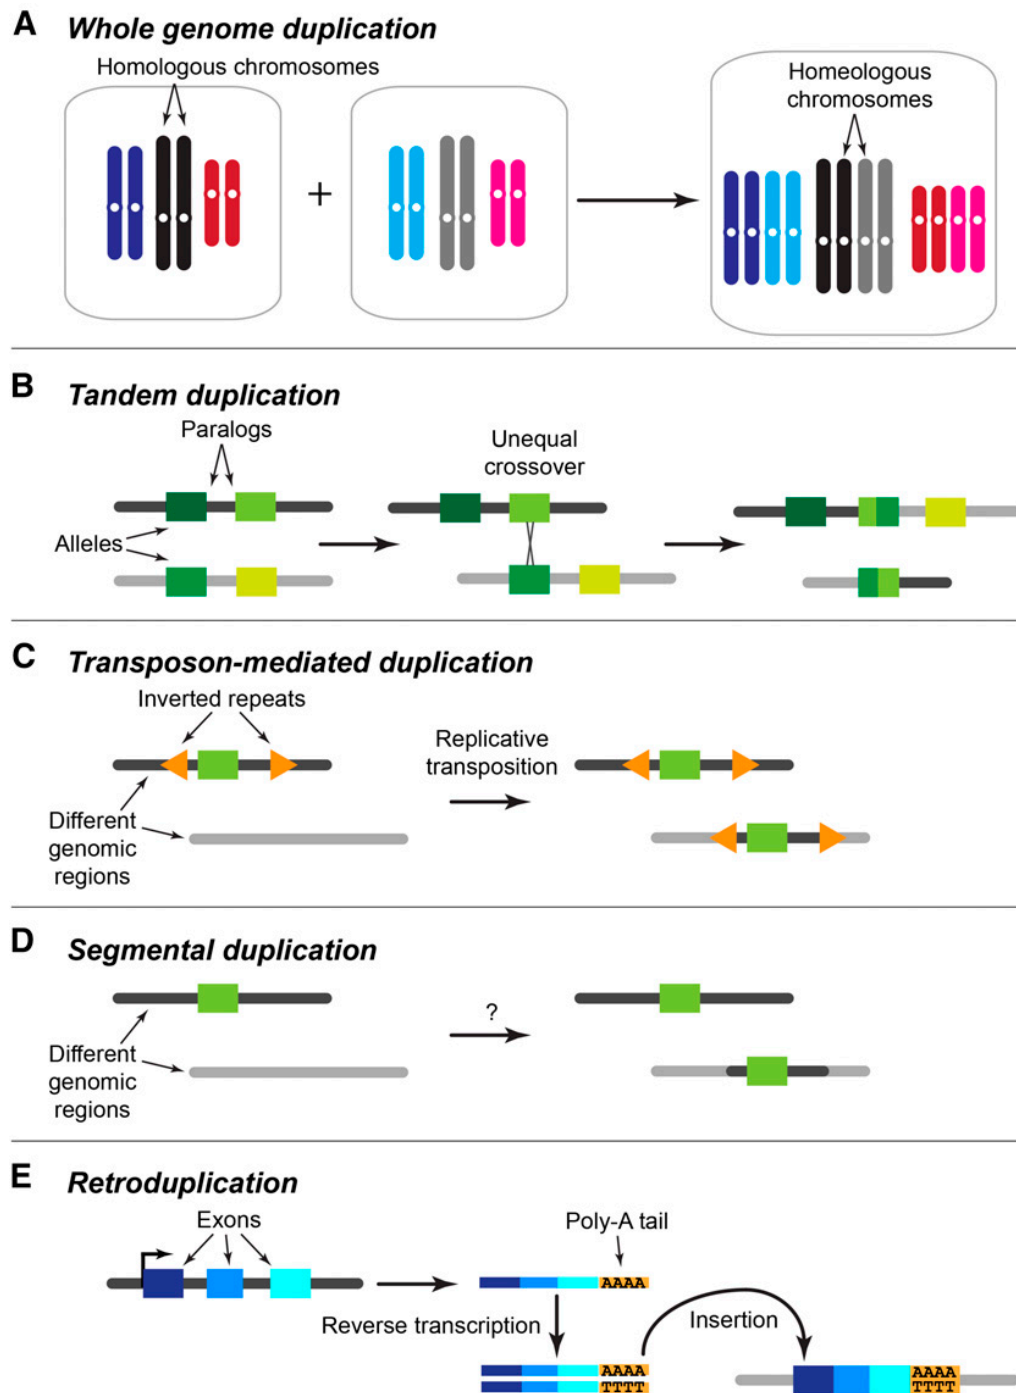 A Whole genome duplication
Homologous chromosomes
Homeologous
chromosomes
+
B Tandem duplication
Paralogs
Unequal
crossover
Alleles
C Transposon-mediated duplication
Inverted repeats
Replicative
transposition
Different
genomic
regions
D Segmental duplication
?
Different
genomic
regions
E Retroduplication
Exons
Poly-A tail
AAAA
Reverse transcription
Insertion
AAAA
TTTT
AAAA
TTTT